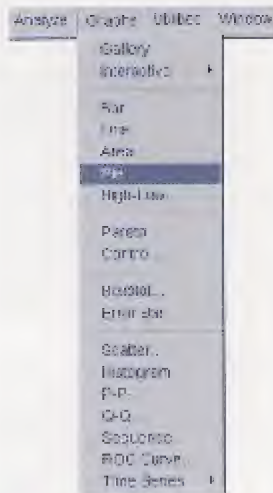 Analyze Graphs Utilities Window
Gallery
Interactive
Bar...
Line...
Area...
Pie...
High-Low...
Pareto...
Control...
Boxplot...
Error Bar...
Scatter...
Histogram...
P-P...
Q-Q...
Sequence...
ROC Curve...
Time Series